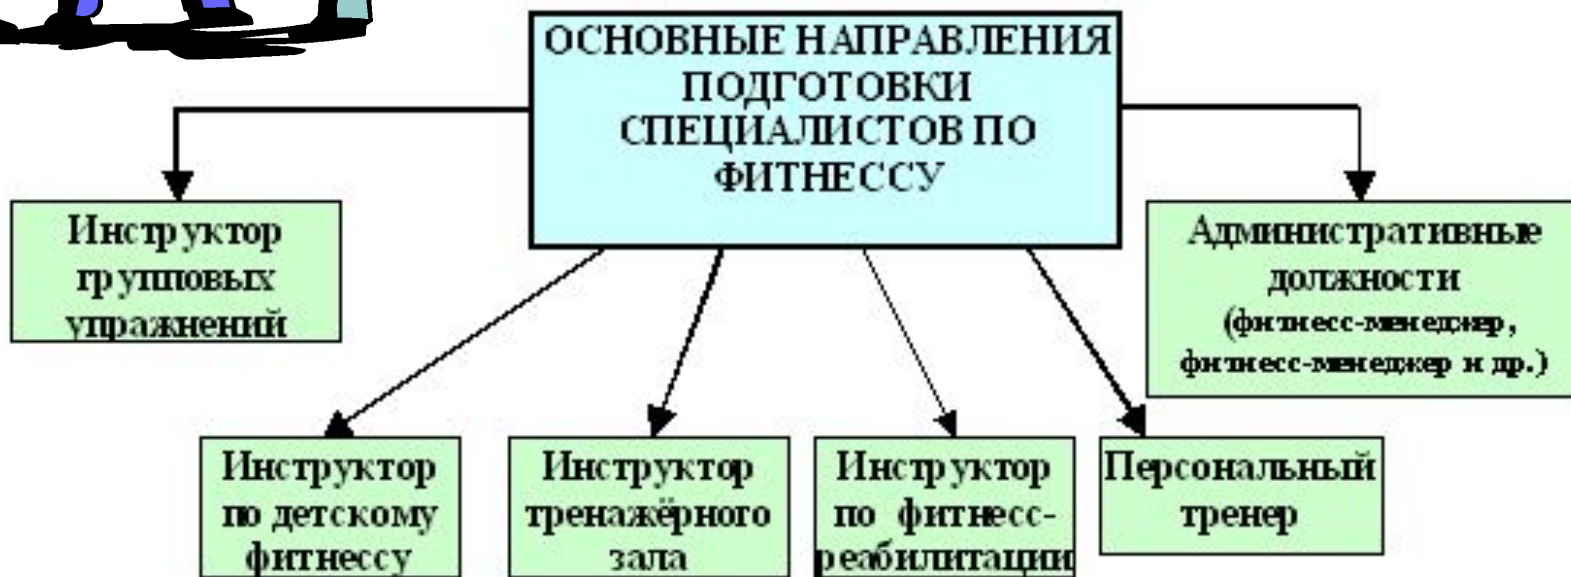 ОСНОВНЫЕ НАПРАВЛЕНИЯ
ПОДГОТОВКИ
СПЕЦИАЛИСТОВ ПО
ФИТНЕССУ
Инструктор
групповых
упражнений
Административные
должности
(фитнесс-менеджер,
фитнесс-менеджер и др.)
Инструктор
по детскому
фитнессу
Инструктор
тренажёрного
зала
Инструктор
по фитнесс-
реабилитации
Персональный
тренер